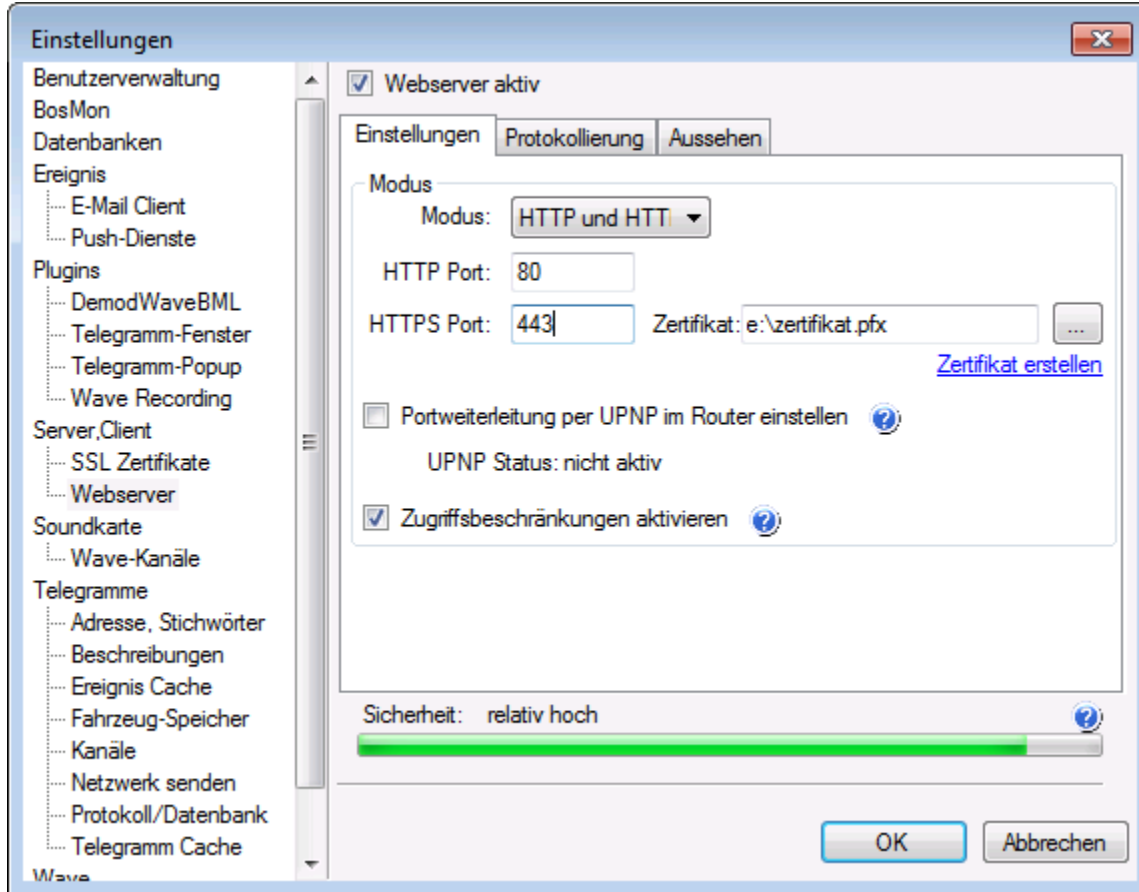 Einstellungen
Benutzerverwaltung
BosMon
Datenbanken
Ereignis
E-Mail Client
Push-Dienste
Plugins
DemodWaveBML
Telegramm-Fenster
Telegramm-Popup
Wave Recording
Server,Client
SSL Zertifikate
Webserver
Soundkarte
Wave-Kanäle
Telegramme
Adresse, Stichwörter
Beschreibungen
Ereignis Cache
Fahrzeug-Speicher
Kanäle
Netzwerk senden
Protokoll/Datenbank
Telegramm Cache
Wave
Webserver aktiv
Einstellungen Protokollierung Aussehen
Modus
Modus: HTTP und HTT
HTTP Port: 80
HTTPS Port: 443 Zertifikat: e:\zertifikat.pfx ...
Zertifikat erstellen
Portweiterleitung per UPNP im Router einstellen ?
UPNP Status: nicht aktiv
Zugriffsbeschränkungen aktivieren ?
Sicherheit: relativ hoch ?
OK Abbrechen